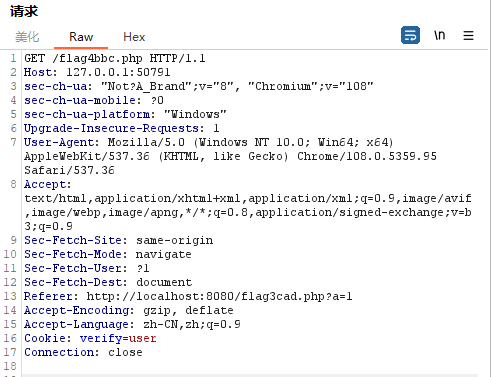 请求
美化 Raw Hex \n
1 GET /flag4bbc.php HTTP/1.1
2 Host: 127.0.0.1:50791
3 sec-ch-ua: "Not?A_Brand";v="8", "Chromium";v="108"
4 sec-ch-ua-mobile: ?0
5 sec-ch-ua-platform: "Windows"
6 Upgrade-Insecure-Requests: 1
7 User-Agent: Mozilla/5.0 (Windows NT 10.0; Win64; x64)
AppleWebKit/537.36 (KHTML, like Gecko) Chrome/108.0.5359.95
Safari/537.36
8 Accept:
text/html,application/xhtml+xml,application/xml;q=0.9,image/avif
,image/webp,image/apng,*/*;q=0.8,application/signed-exchange;v=b
3;q=0.9
9 Sec-Fetch-Site: same-origin
10 Sec-Fetch-Mode: navigate
11 Sec-Fetch-User: ?1
12 Sec-Fetch-Dest: document
13 Referer: http://localhost:8080/flag3cad.php?a=1
14 Accept-Encoding: gzip, deflate
15 Accept-Language: zh-CN,zh;q=0.9
16 Cookie: verify=user
17 Connection: close
18